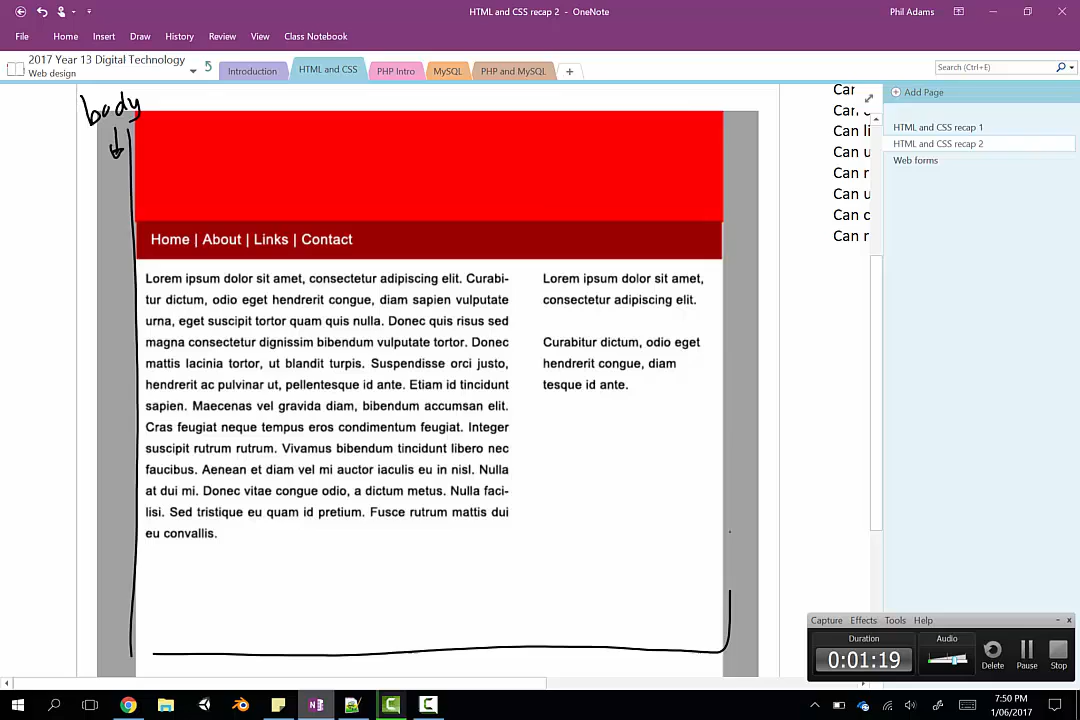 HTML and CSS recap 2 - OneNote
Phil Adams
File Home Insert Draw History Review View Class Notebook
2017 Year 13 Digital Technology
Web design
Introduction HTML and CSS PHP Intro MySQL PHP and MySQL +
Search (Ctrl+E)
Add Page
HTML and CSS recap 1
HTML and CSS recap 2
Web forms
Can
Can
Can li
Can u
Can r
Can u
Can c
Can r
body
Home | About | Links | Contact
Lorem ipsum dolor sit amet, consectetur adipiscing elit. Curabi-
tur dictum, odio eget hendrerit congue, diam sapien vulputate
urna, eget suscipit tortor quam quis nulla. Donec quis risus sed
magna consectetur dignissim bibendum vulputate tortor. Donec
mattis lacinia tortor, ut blandit turpis. Suspendisse orci justo,
hendrerit ac pulvinar ut, pellentesque id ante. Etiam id tincidunt
sapien. Maecenas vel gravida diam, bibendum accumsan elit.
Cras feugiat neque tempus eros condimentum feugiat. Integer
suscipit rutrum rutrum. Vivamus bibendum tincidunt libero nec
faucibus. Aenean et diam vel mi auctor iaculis eu in nisl. Nulla
at dui mi. Donec vitae congue odio, a dictum metus. Nulla faci-
lisi. Sed tristique eu quam id pretium. Fusce rutrum mattis dui
eu convallis.
Lorem ipsum dolor sit amet,
consectetur adipiscing elit.
Curabitur dictum, odio eget
hendrerit congue, diam
tesque id ante.
Capture Effects Tools Help
Duration
0:01:19
Audio
Delete Pause Stop
7:50 PM
1/06/2017